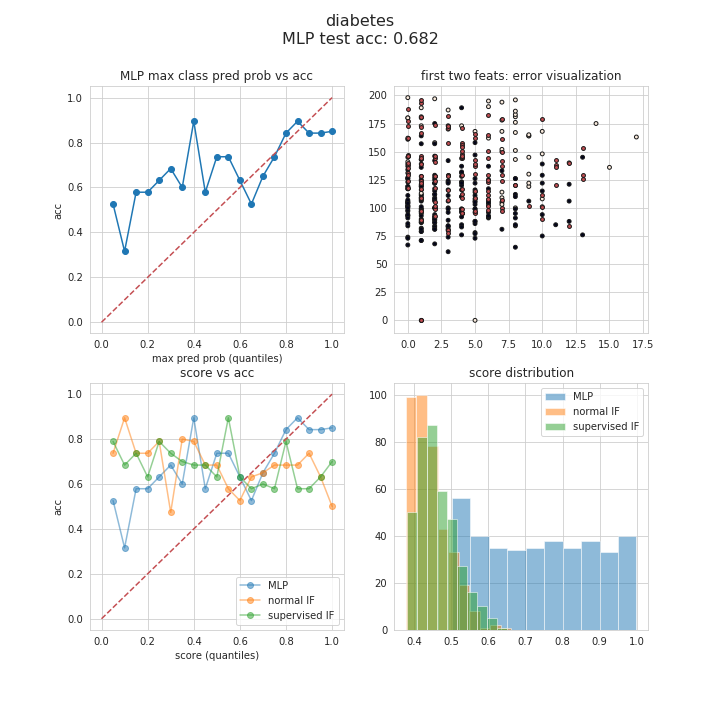 diabetes
MLP test acc: 0.682
MLP max class pred prob vs acc
1.0
0.8
0.6
0.4
0.2
0.0
acc
0.0 0.2 0.4 0.6 0.8 1.0
max pred prob (quantiles)
first two feats: error visualization
200
175
150
125
100
75
50
25
0
0.0 2.5 5.0 7.5 10.0 12.5 15.0 17.5
score vs acc
1.0
0.8
0.6
0.4
0.2
0.0
acc
MLP
normal IF
supervised IF
0.0 0.2 0.4 0.6 0.8 1.0
score (quantiles)
score distribution
100
80
60
40
20
0
MLP
normal IF
supervised IF
0.4 0.5 0.6 0.7 0.8 0.9 1.0